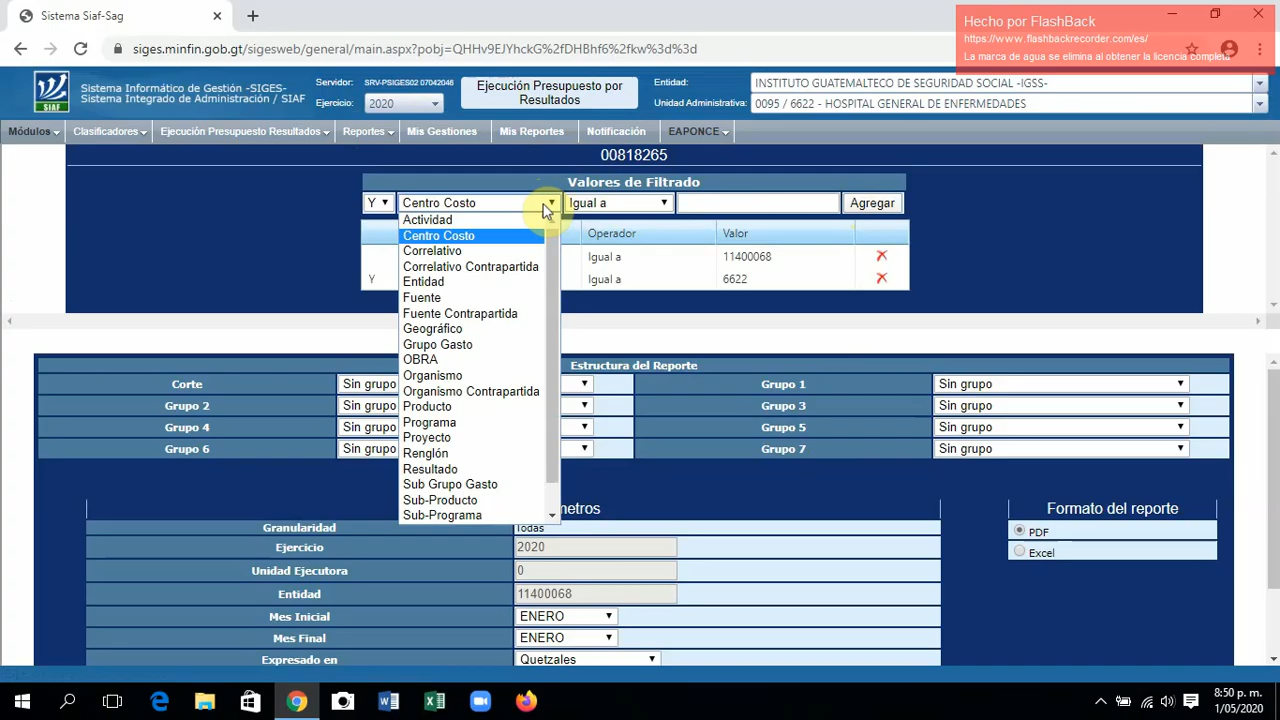 Sistema Siaf-Sag
Hecho por FlashBack
https://www.flashbackrecorder.com/es/
La marca de agua se elimina al obtener la licencia completa
siges.minfin.gob.gt/sigesweb/general/mainindex?pobj=QHHv9EJyckG%2fDHBhf6%2fkw%3d%3d
SIAF
Sistema Informático de Gestión -SIGES-
Sistema Integrado de Administración / SIAF
Servidor: SRV-PSIGES02 07042046
Ejercicio: 2020
Ejecución Presupuesto por Resultados
Entidad: INSTITUTO GUATEMALTECO DE SEGURIDAD SOCIAL -IGSS-
Unidad Administrativa: 0095 / 6622 - HOSPITAL GENERAL DE ENFERMEDADES
Módulos Clasificadores Ejecución Presupuesto Resultados Reportes Mis Gestiones Mis Reportes Notificación EAPONCE
00818265
Valores de Filtrado
Y Centro Costo Igual a Agregar
Operador Valor
Igual a 11400068
Y Igual a 6622
Actividad
Centro Costo
Correlativo
Correlativo Contrapartida
Entidad
Fuente
Fuente Contrapartida
Geográfico
Grupo Gasto
OBRA
Organismo
Organismo Contrapartida
Producto
Programa
Proyecto
Renglón
Resultado
Sub Grupo Gasto
Sub-Producto
Sub-Programa
Estructura del Reporte
Corte Sin grupo Grupo 1 Sin grupo
Grupo 2 Sin grupo Grupo 3 Sin grupo
Grupo 4 Sin grupo Grupo 5 Sin grupo
Grupo 6 Sin grupo Grupo 7 Sin grupo
metros
Granularidad Todas
Ejercicio 2020
Unidad Ejecutora 0
Entidad 11400068
Mes Inicial ENERO
Mes Final ENERO
Expresado en Quetzales
Formato del reporte
PDF
Excel
8:50 p. m.
1/05/2020